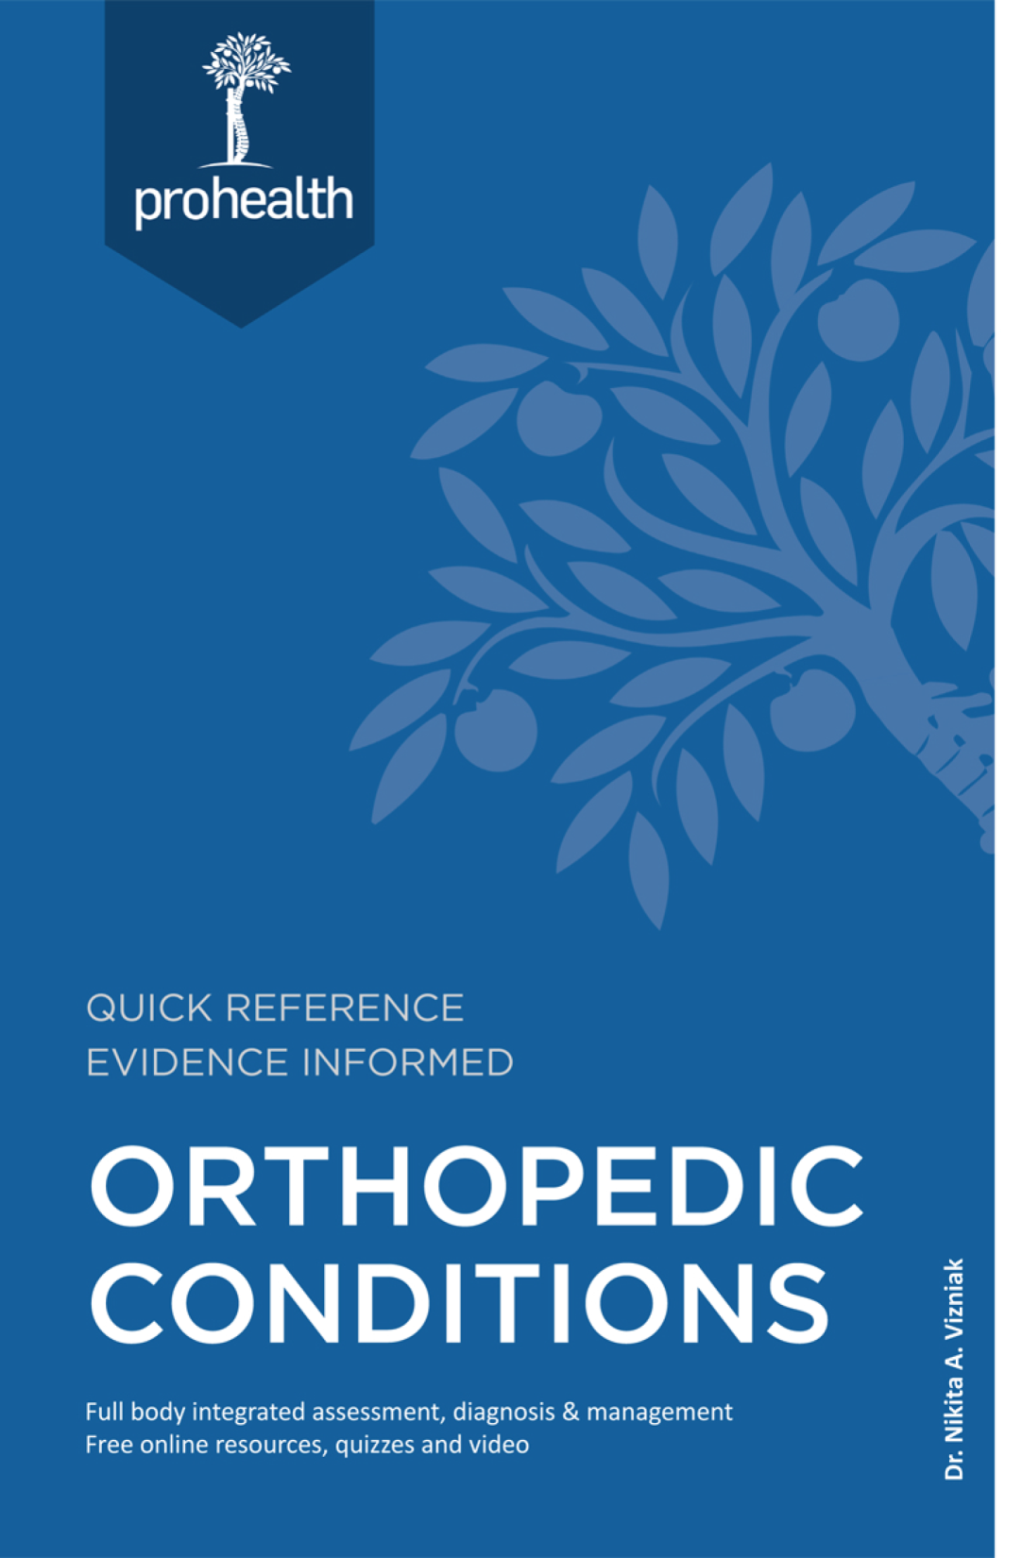 prohealth
QUICK REFERENCE
EVIDENCE INFORMED
ORTHOPEDIC
CONDITIONS
Full body integrated assessment, diagnosis & management
Free online resources, quizzes and video
Dr. Nikita A. Vizniak